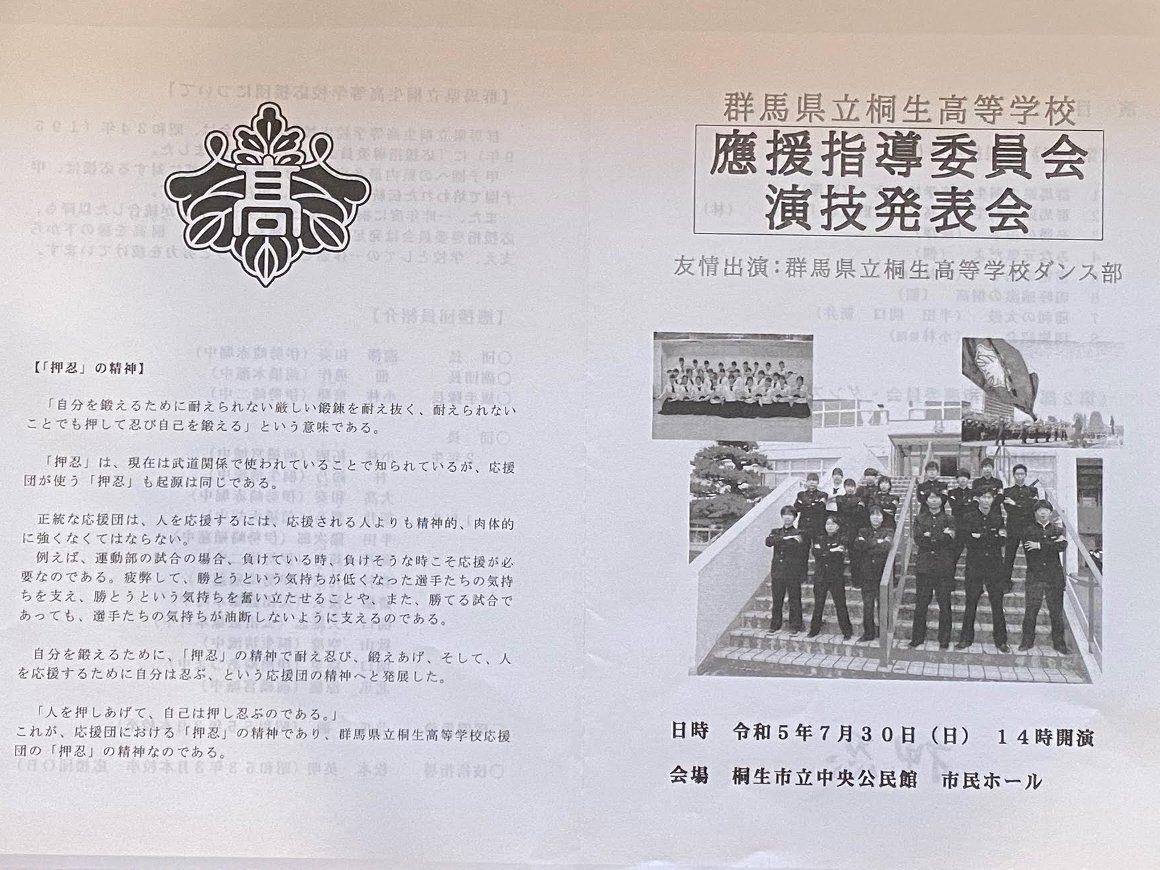 高
【「押忍」の精神】
「自分を鍛えるために耐えられない厳しい鍛錬を耐え抜く、耐えられない
ことでも押して忍び自己を鍛える」という意味である。
「押忍」は、現在は武道関係で使われていることで知られているが、応援
団が使う「押忍」も起源は同じである。
正統な応援団は、人を応援するには、応援される人よりも精神的、肉体的
に強くなくてはならない。
例えば、運動部の試合の場合、負けている時、負けそうな時こそ応援が必
要なのである。疲弊して、勝とうという気持ちが低くなった選手たちの気持
ちを支え、勝とうという気持ちを奮い立たせることや、また、勝てる試合で
あっても、選手たちの気持ちが油断しないように支えるのである。
自分を鍛えるために、「押忍」の精神で耐え忍び、鍛えあげ、そして、人
を応援するために自分は忍ぶ、という応援団の精神へと発展した。
「人を押しあげて、自己は押し忍ぶのである。」
これが、応援団における「押忍」の精神であり、群馬県立桐生高等学校応援
団の「押忍」の精神なのである。
群馬県立桐生高等学校
應援指導委員会
演技発表会
友情出演：群馬県立桐生高等学校ダンス部
日時 令和５年７月３０日（日） １４時開演
会場 桐生市立中央公民館 市民ホール